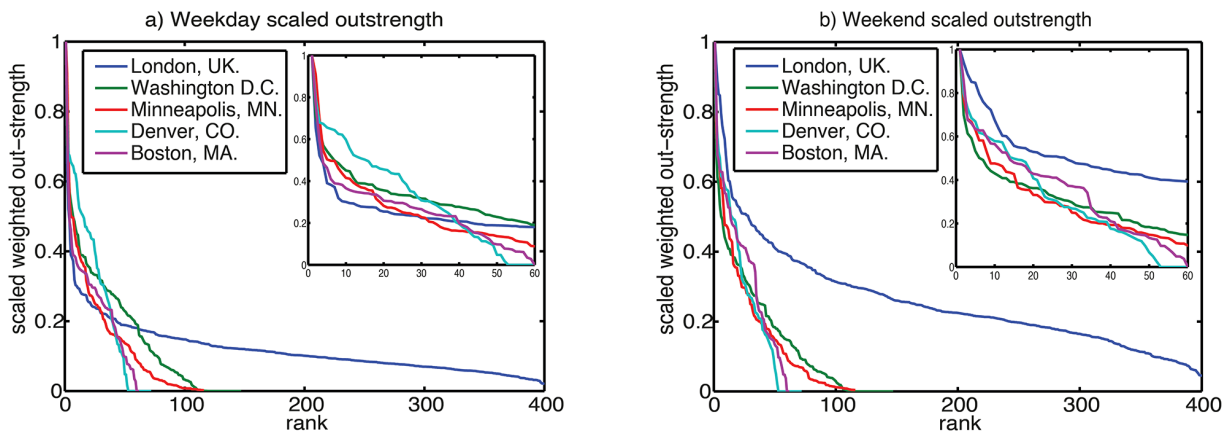 a) Weekday scaled outstrength
scaled weighted out-strength
1
0.8
0.6
0.4
0.2
0
London, UK.
Washington D.C.
Minneapolis, MN.
Denver, CO.
Boston, MA.
1
0.8
0.6
0.4
0.2
0
0 10 20 30 40 50 60
0 100 200 300 400
rank
b) Weekend scaled outstrength
scaled weighted out-strength
1
0.8
0.6
0.4
0.2
0
London, UK.
Washington D.C.
Minneapolis, MN.
Denver, CO.
Boston, MA.
1
0.8
0.6
0.4
0.2
0
0 10 20 30 40 50 60
0 100 200 300 400
rank